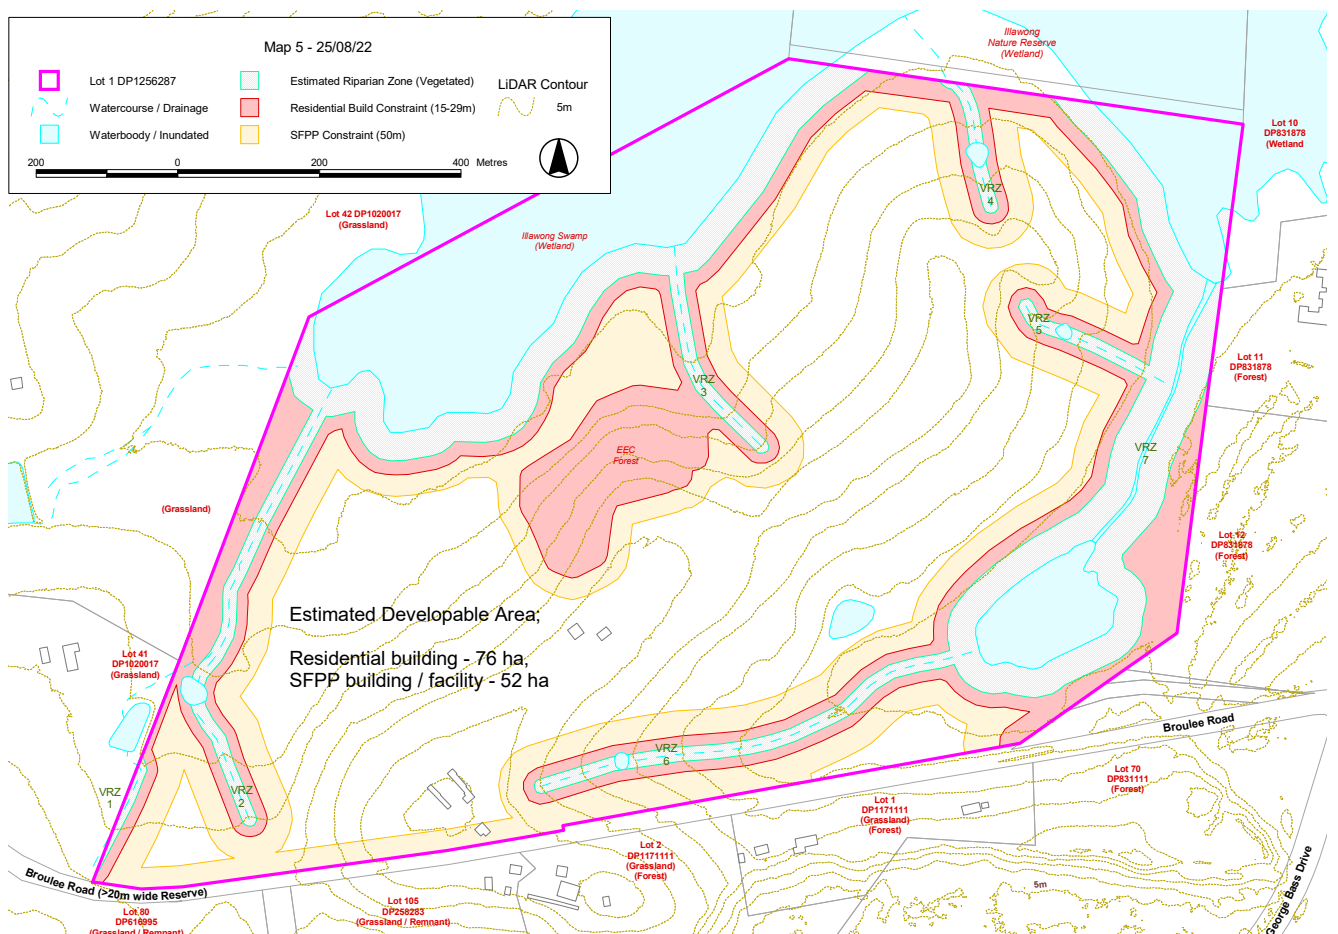 Map 5 - 25/08/22
Lot 1 DP1256287
Watercourse / Drainage
Waterboody / Inundated
Estimated Riparian Zone (Vegetated)
Residential Build Constraint (15-29m)
SFPP Constraint (50m)
LiDAR Contour
5m
200
0
200
400
Metres
Illawong
Nature Reserve
(Wetland)
Lot 10
DP831878
(Wetland
Lot 42 DP1020017
(Grassland)
Illawong Swamp
(Wetland)
VRZ
4
VRZ
5
Lot 11
DP831878
(Forest)
VRZ
3
EEC
Forest
VRZ
7
(Grassland)
Lot 12
DP831878
(Forest)
Estimated Developable Area;
Residential building - 76 ha,
SFPP building / facility - 52 ha
Lot 41
DP1020017
(Grassland)
Broulee Road
VRZ
6
VRZ
1
VRZ
2
Lot 70
DP831111
(Forest)
Lot 1
DP1171111
(Grassland)
(Forest)
Lot 2
DP1171111
(Grassland)
(Forest)
Broulee Road (>20m wide Reserve)
5m
George Bass Drive
Lot 105
DP258283
(Grassland / Remnant)
Lot 80
DP616995
(Grassland / Remnant)